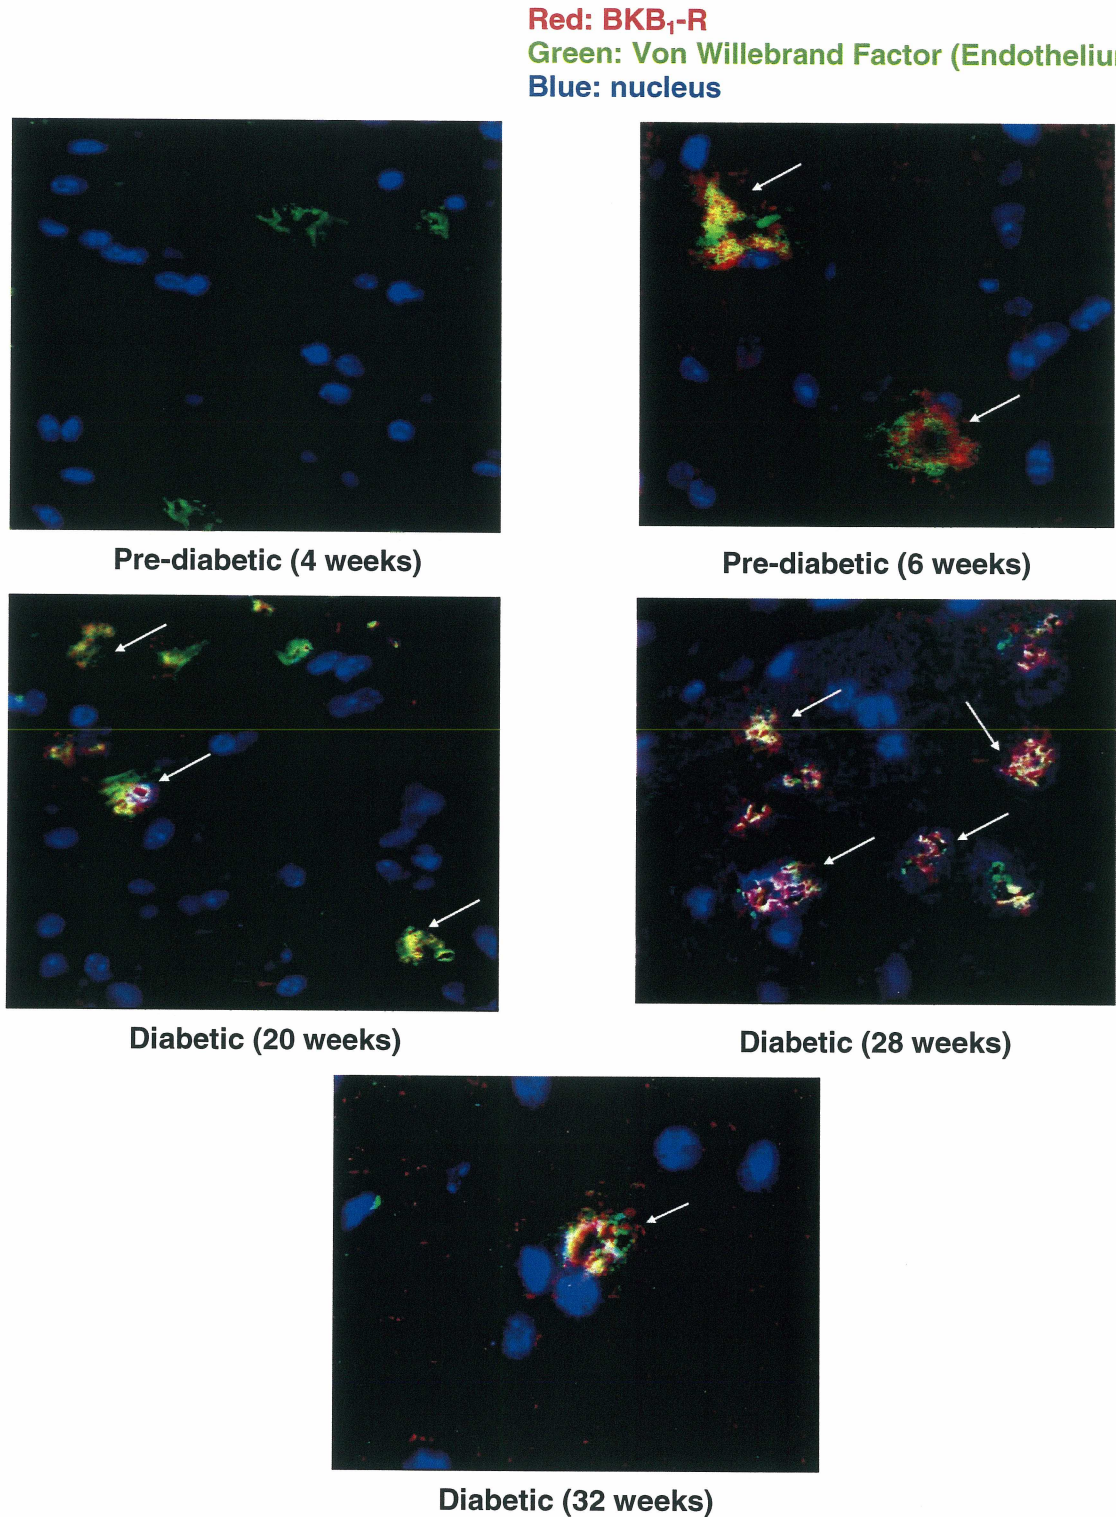 Red: BKB₁-R
Green: Von Willebrand Factor (Endotheliu
Blue: nucleus
Pre-diabetic (4 weeks)
Pre-diabetic (6 weeks)
Diabetic (20 weeks)
Diabetic (28 weeks)
Diabetic (32 weeks)